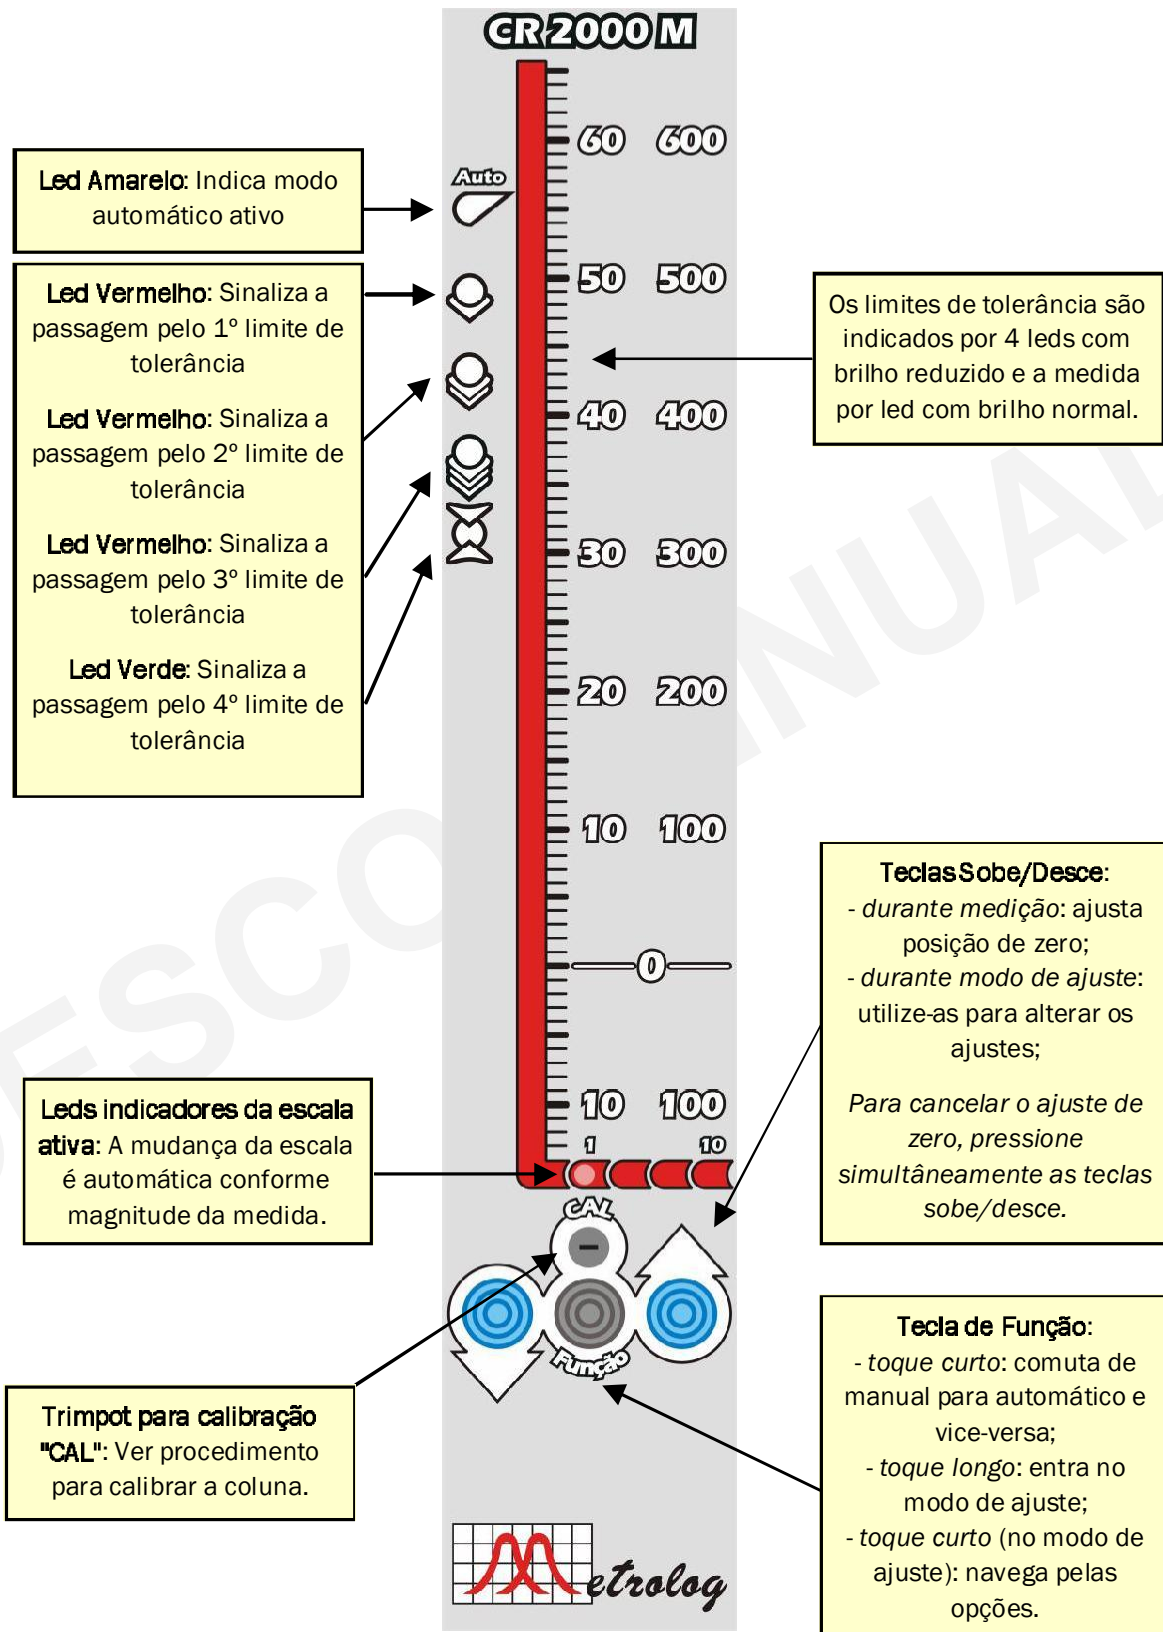 CR 2000 M
60 600
Auto
50 500
40 400
30 300
20 200
10 100
0
10 100
1 10
CAL
Função
Metrolog
Led Amarelo: Indica modo
automático ativo
Led Vermelho: Sinaliza a
passagem pelo 1º limite de
tolerância
Led Vermelho: Sinaliza a
passagem pelo 2º limite de
tolerância
Led Vermelho: Sinaliza a
passagem pelo 3º limite de
tolerância
Led Verde: Sinaliza a
passagem pelo 4º limite de
tolerância
Os limites de tolerância são
indicados por 4 leds com
brilho reduzido e a medida
por led com brilho normal.
Leds indicadores da escala
ativa: A mudança da escala
é automática conforme
magnitude da medida.
Trimpot para calibração
"CAL": Ver procedimento
para calibrar a coluna.
Teclas Sobe/Desce:
- durante medição: ajusta
posição de zero;
- durante modo de ajuste:
utilize-as para alterar os
ajustes;
Para cancelar o ajuste de
zero, pressione
simultâneamente as teclas
sobe/desce.
Tecla de Função:
- toque curto: comuta de
manual para automático e
vice-versa;
- toque longo: entra no
modo de ajuste;
- toque curto (no modo de
ajuste): navega pelas
opções.